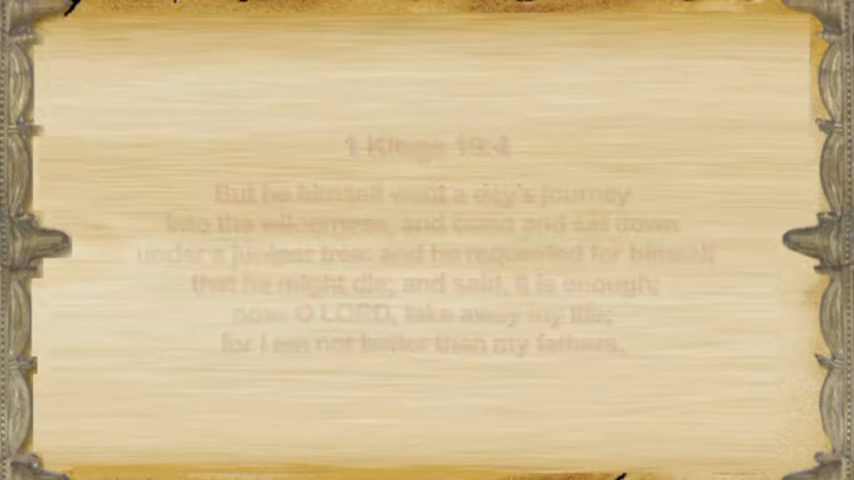 1 Kings 19:4
But he himself went a day's journey
into the wilderness, and came and sat down
under a juniper tree: and he requested for himself
that he might die; and said, It is enough;
now, O LORD, take away my life;
for I am not better than my fathers.